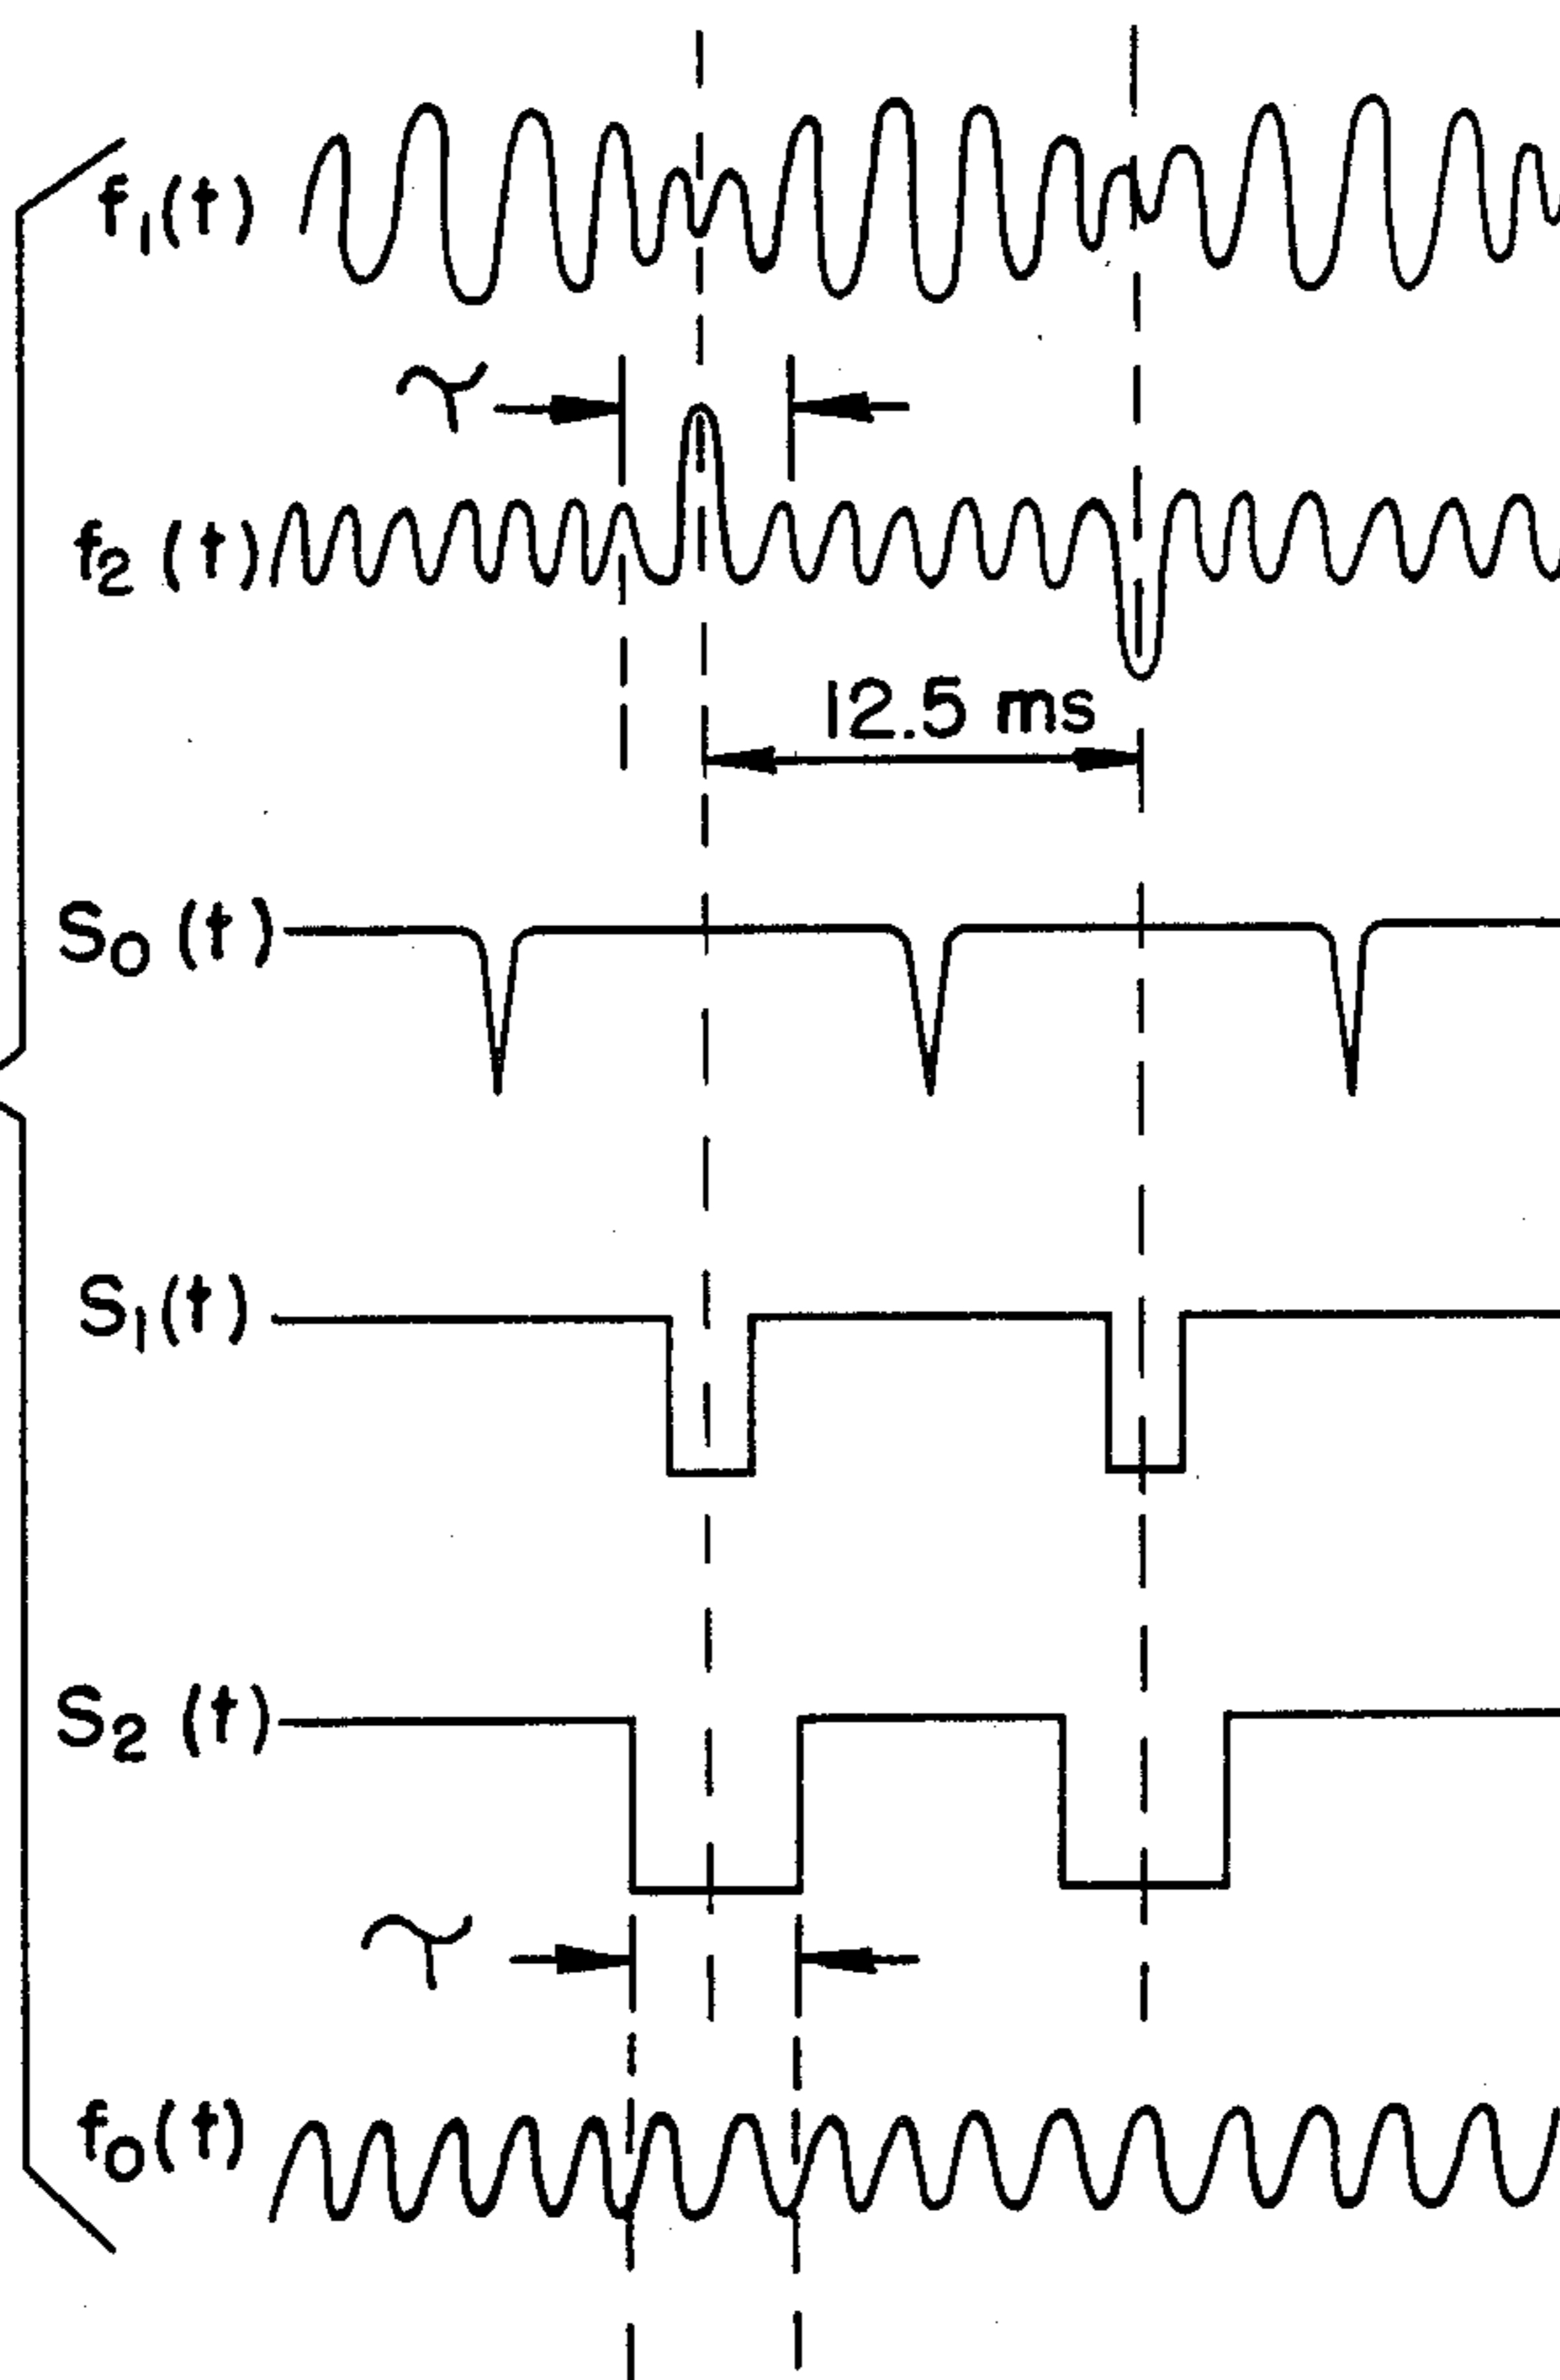 f₁(t)
τ
f₂(t)
12.5 ms
S₀(t)
S₁(t)
S₂(t)
τ
f₀(t)